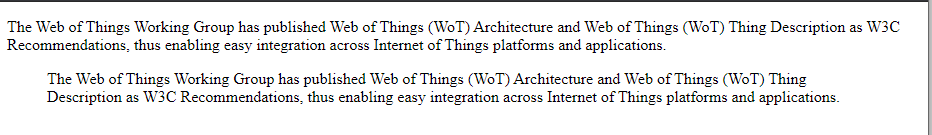 The Web of Things Working Group has published Web of Things (WoT) Architecture and Web of Things (WoT) Thing Description as W3C
Recommendations, thus enabling easy integration across Internet of Things platforms and applications.
The Web of Things Working Group has published Web of Things (WoT) Architecture and Web of Things (WoT) Thing
Description as W3C Recommendations, thus enabling easy integration across Internet of Things platforms and applications.